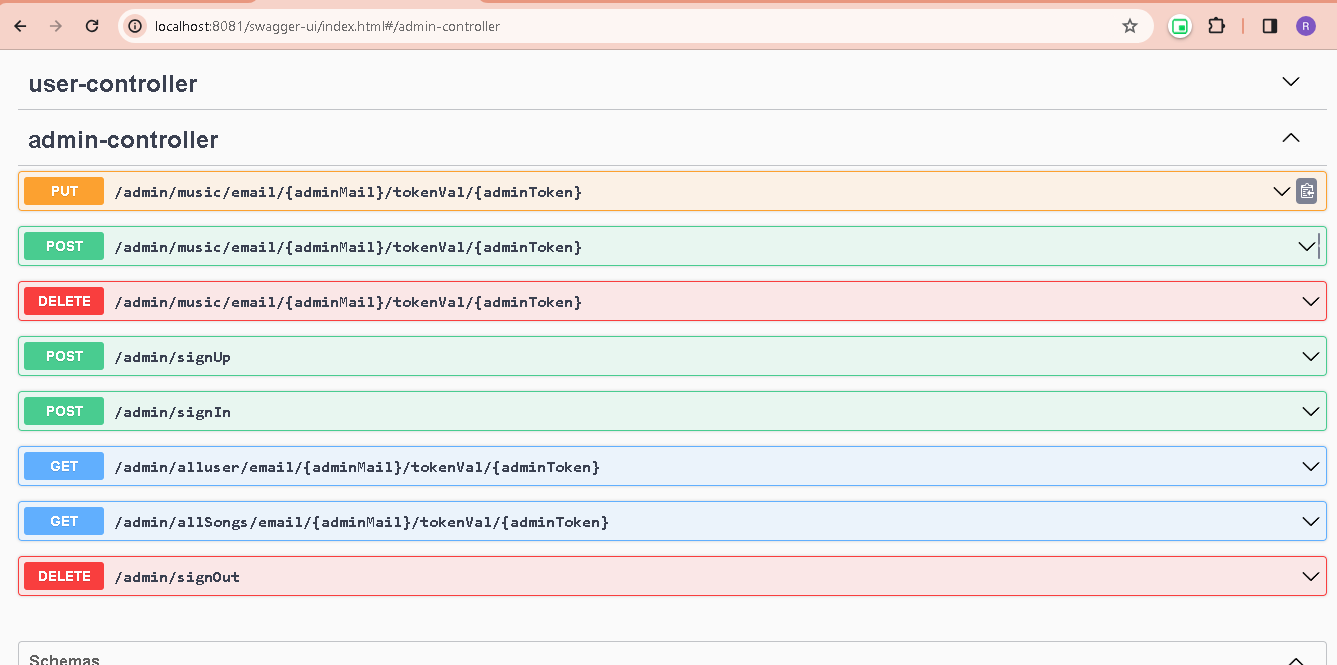 localhost:8081/swagger-ui/index.html#/admin-controller
R
user-controller
admin-controller
PUT /admin/music/email/{adminMail}/tokenVal/{adminToken}
POST /admin/music/email/{adminMail}/tokenVal/{adminToken}
DELETE /admin/music/email/{adminMail}/tokenVal/{adminToken}
POST /admin/signUp
POST /admin/signIn
GET /admin/alluser/email/{adminMail}/tokenVal/{adminToken}
GET /admin/allSongs/email/{adminMail}/tokenVal/{adminToken}
DELETE /admin/signOut
Schemas